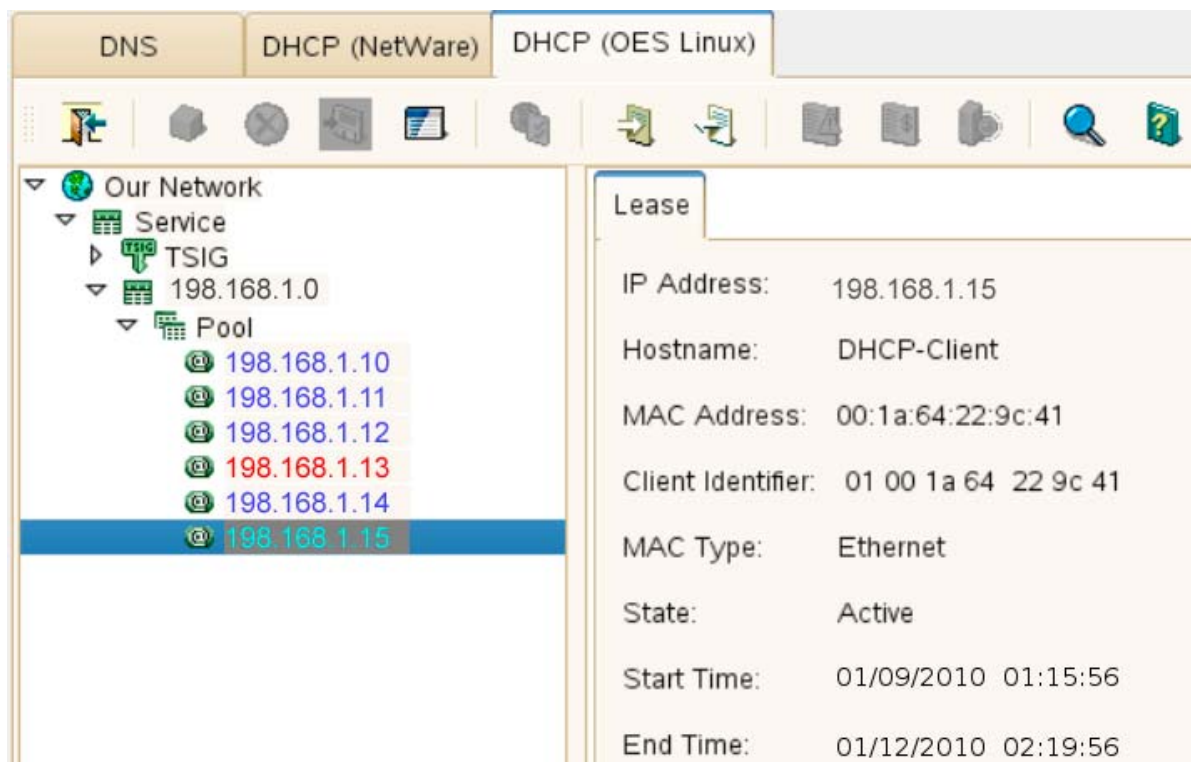 DNS
DHCP (NetWare)
DHCP (OES Linux)
Our Network
Service
TSIG
TSIG
198.168.1.0
Pool
198.168.1.10
198.168.1.11
198.168.1.12
198.168.1.13
198.168.1.14
198.168.1.15
Lease
IP Address: 198.168.1.15
Hostname: DHCP-Client
MAC Address: 00:1a:64:22:9c:41
Client Identifier: 01 00 1a 64 22 9c 41
MAC Type: Ethernet
State: Active
Start Time: 01/09/2010 01:15:56
End Time: 01/12/2010 02:19:56